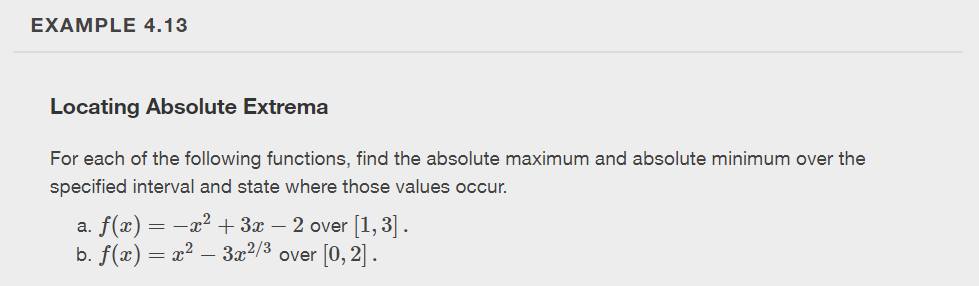 EXAMPLE 4.13
Locating Absolute Extrema
For each of the following functions, find the absolute maximum and absolute minimum over the
specified interval and state where those values occur.
a. f(x) = −x² + 3x − 2 over [1, 3] .
b. f(x) = x² − 3x^{2/3} over [0, 2] .